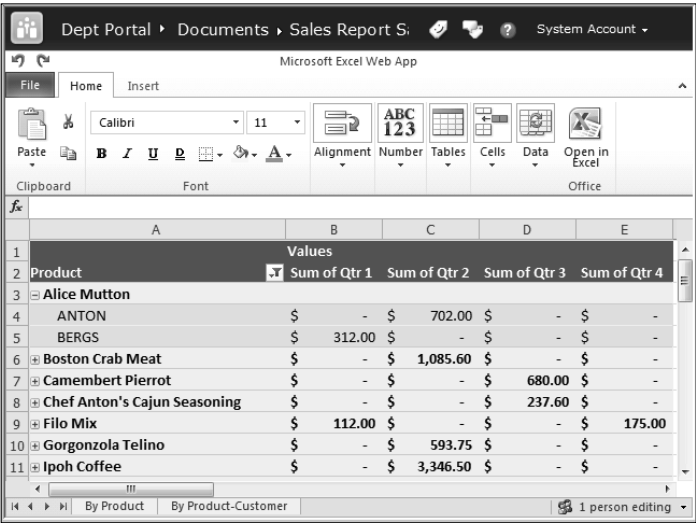 Dept Portal ▸ Documents ▸ Sales Report Sa
System Account
Microsoft Excel Web App
File Home Insert
Calibri 11
ABC
123
Paste
B I U D A
Alignment Number Tables Cells Data Open in
Excel
Clipboard Font Office
fx
A B C D E
1 Values
2 Product Sum of Qtr 1 Sum of Qtr 2 Sum of Qtr 3 Sum of Qtr 4
3 Alice Mutton
4 ANTON $ - $ 702.00 $ - $ -
5 BERGS $ 312.00 $ - $ - $ -
6 Boston Crab Meat $ - $ 1,085.60 $ - $ -
7 Camembert Pierrot $ - $ - $ 680.00 $ -
8 Chef Anton's Cajun Seasoning $ - $ - $ 237.60 $ -
9 Filo Mix $ 112.00 $ - $ - $ 175.00
10 Gorgonzola Telino $ - $ 593.75 $ - $ -
11 Ipoh Coffee $ - $ 3,346.50 $ - $ -
By Product By Product-Customer 1 person editing